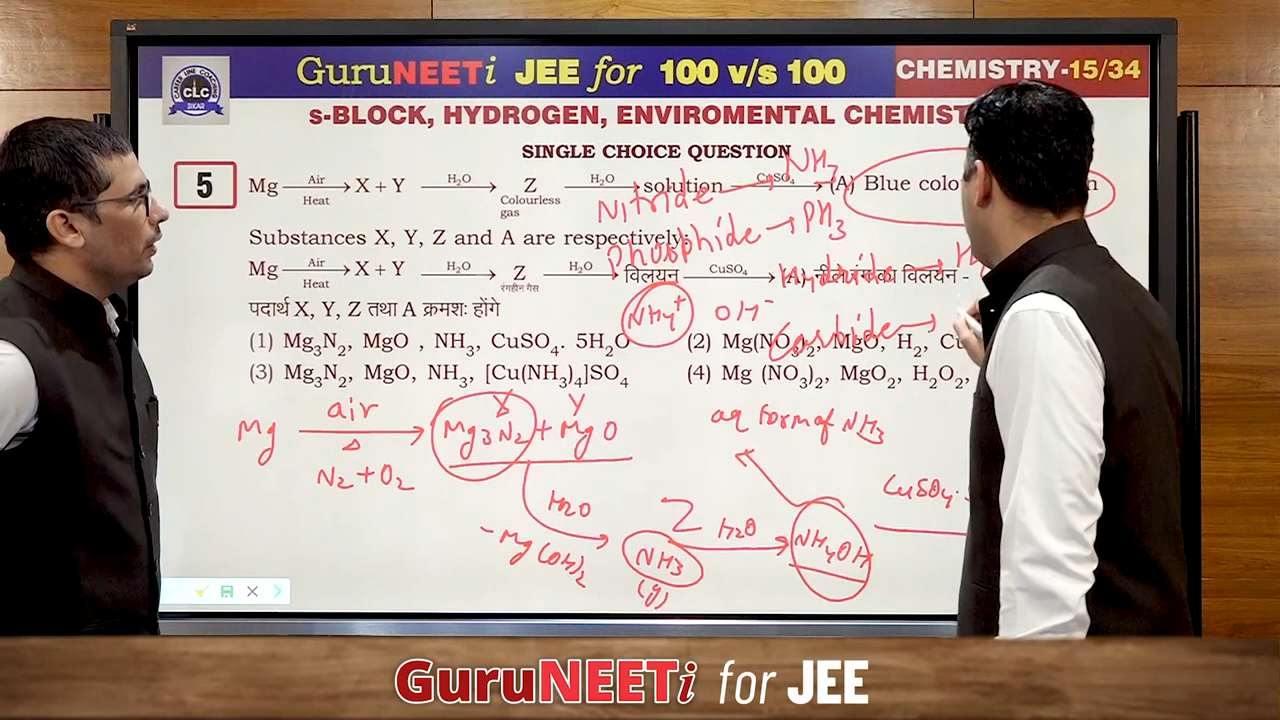 GuruNEETi JEE for 100 v/s 100
CHEMISTRY-15/34
CAREER LINE COACHING
CLC
SIKAR
s-BLOCK, HYDROGEN, ENVIROMENTAL CHEMIST
SINGLE CHOICE QUESTION
5
Mg —Air/Heat→ X + Y —H₂O→ Z Colourless gas —H₂O→ solution —CuSO₄→ (A) Blue colo
Nitride → NH₃
Substances X, Y, Z and A are respectively
Phosphide → PH₃
Mg —Air/Heat→ X + Y —H₂O→ Z रंगहीन गैस —H₂O→ विलयन —CuSO₄→ (A) नीले रंग का विलयन -
Hydride → H
पदार्थ X, Y, Z तथा A क्रमशः होंगे
NH₄⁺ OH⁻
Carbide →
(1) Mg₃N₂, MgO , NH₃, CuSO₄. 5H₂O
(2) Mg(NO₃)₂, MgO, H₂, Cu
(3) Mg₃N₂, MgO, NH₃, [Cu(NH₃)₄]SO₄
(4) Mg (NO₃)₂, MgO₂, H₂O₂,
X Y
Mg —air/Δ→ Mg₃N₂ + MgO
N₂ + O₂
aq form of NH₃
CuSO₄.
H₂O
Z
-Mg(OH)₂
NH₃ —H₂O→ NH₄OH
(g)
GuruNEETi for JEE